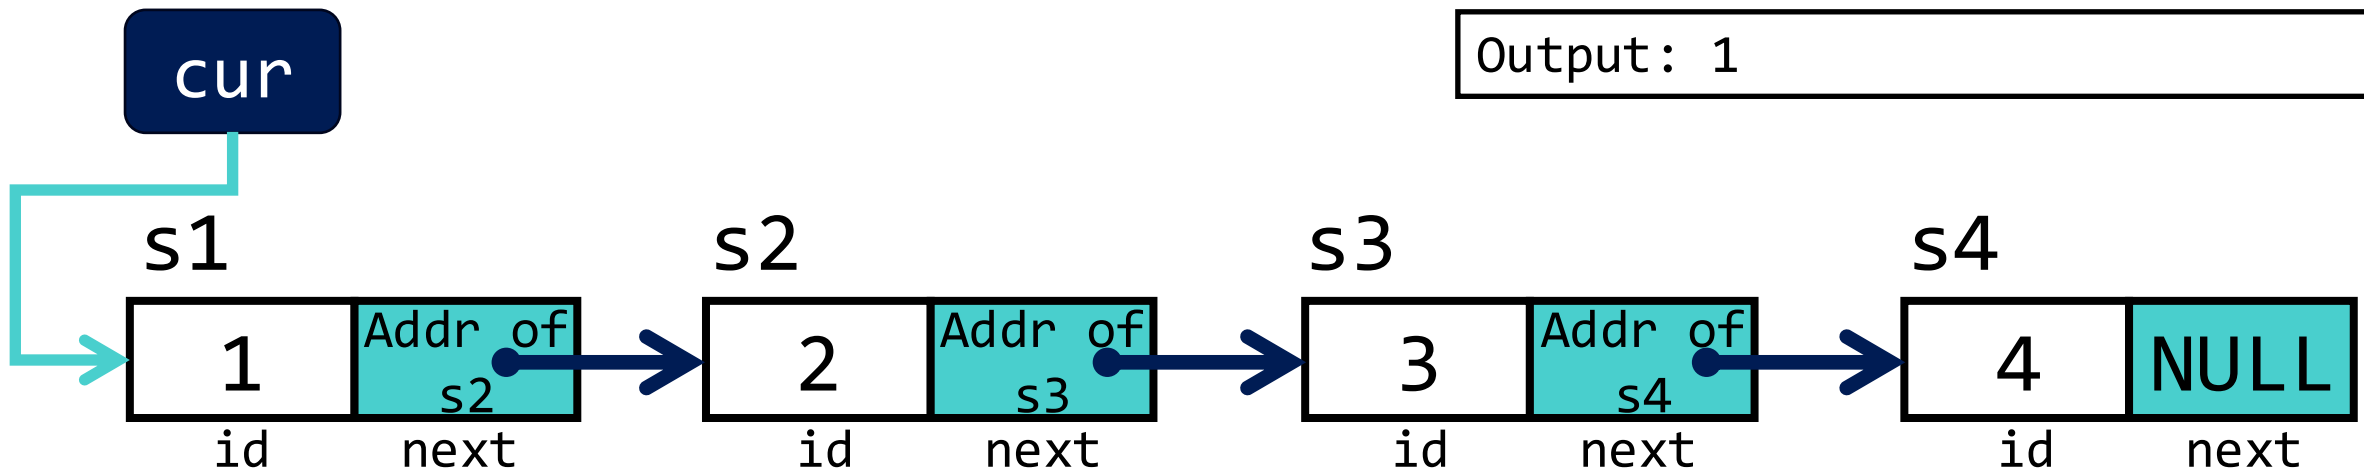 cur
Output: 1
s1
s2
s3
s4
1
Addr of
s2
2
Addr of
s3
3
Addr of
s4
4
NULL
id
next
id
next
id
next
id
next